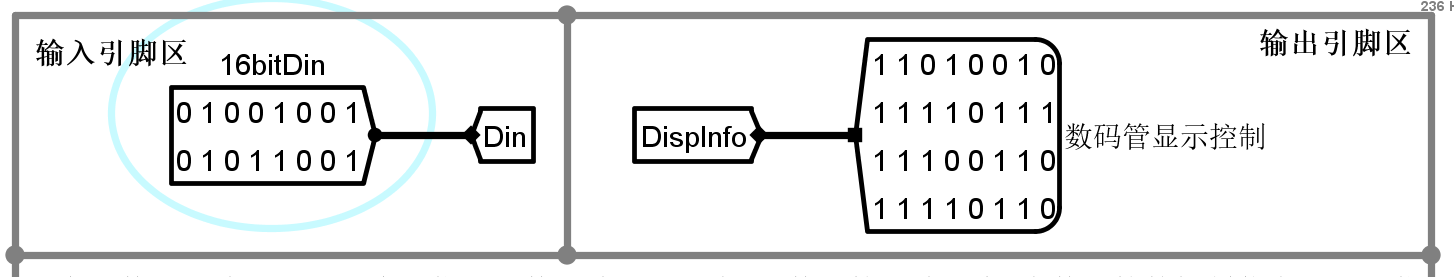 236 H
输入引脚区
16bitDin
0 1 0 0 1 0 0 1
0 1 0 1 1 0 0 1
Din
输出引脚区
DispInfo
1 1 0 1 0 0 1 0
1 1 1 1 0 1 1 1
1 1 1 0 0 1 1 0
1 1 1 1 0 1 1 0
数码管显示控制